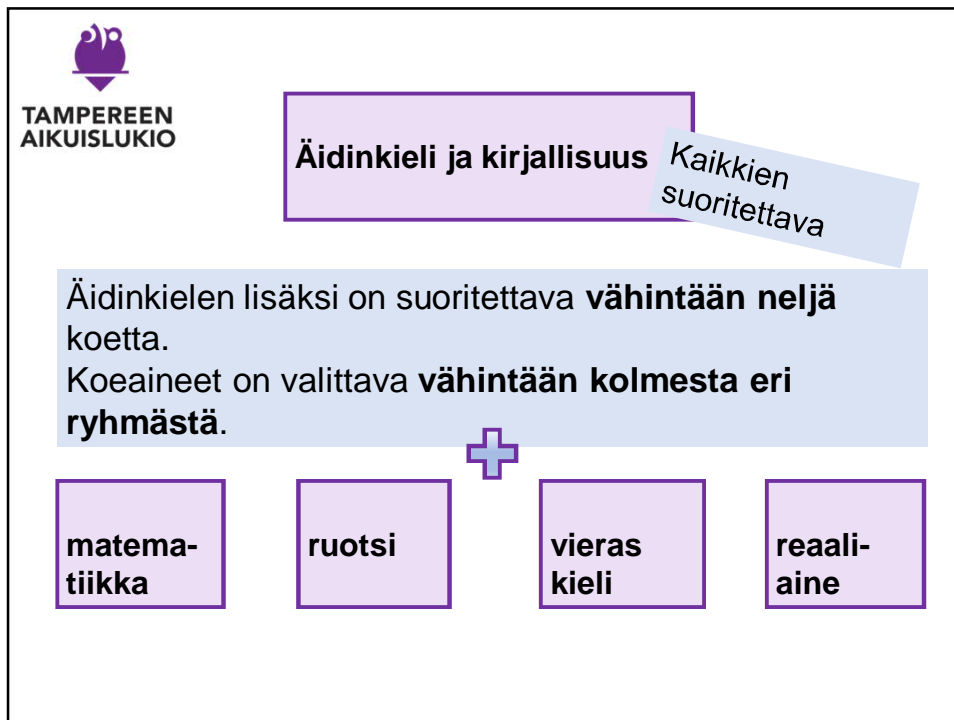 TAMPEREEN
AIKUISLUKIO
Äidinkieli ja kirjallisuus
Kaikkien
suoritettava
Äidinkielen lisäksi on suoritettava vähintään neljä
koetta.
Koeaineet on valittava vähintään kolmesta eri
ryhmästä.
matema-
tiikka
ruotsi
vieras
kieli
reaali-
aine